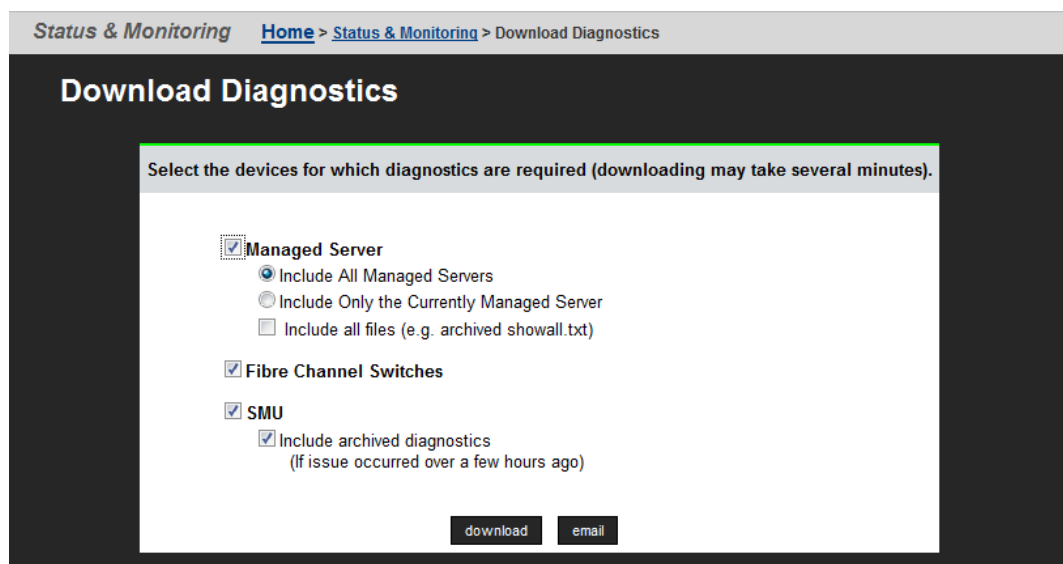 Status & Monitoring Home > Status & Monitoring > Download Diagnostics
Download Diagnostics
Select the devices for which diagnostics are required (downloading may take several minutes).
Managed Server
Include All Managed Servers
Include Only the Currently Managed Server
Include all files (e.g. archived showall.txt)
Fibre Channel Switches
SMU
Include archived diagnostics
(If issue occurred over a few hours ago)
download email